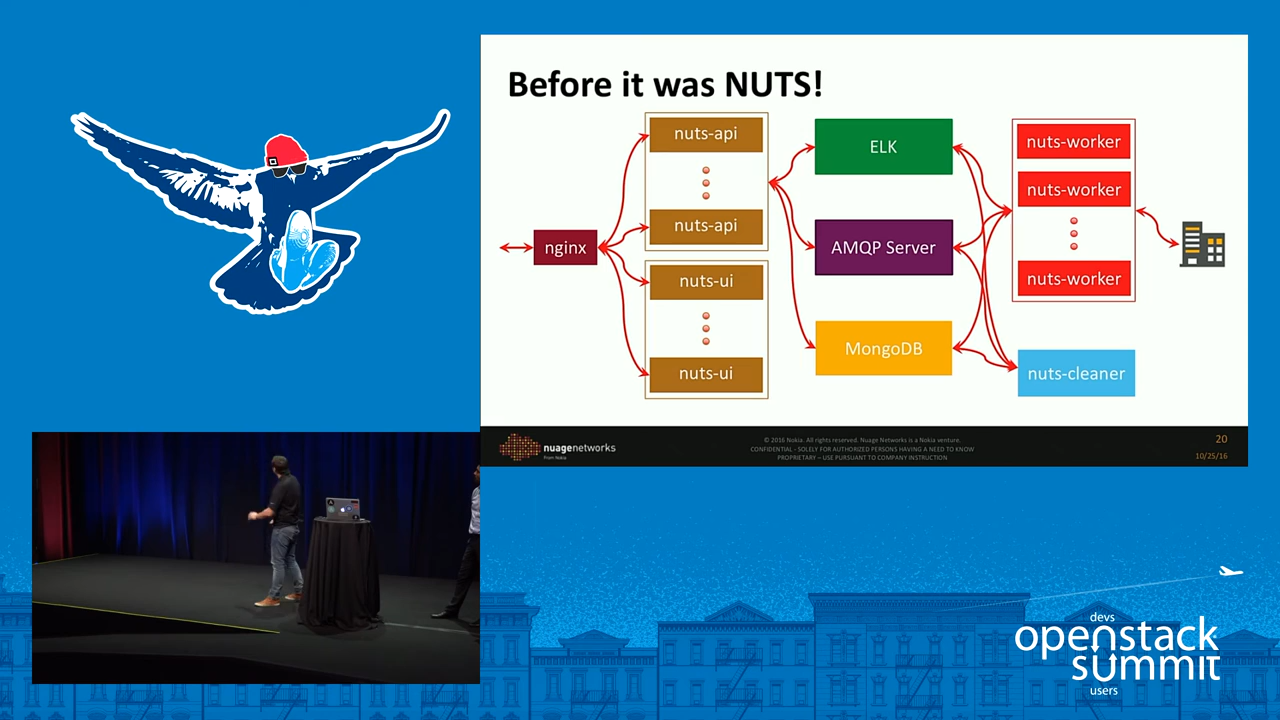 Before it was NUTS!
nginx
nuts-api
nuts-api
nuts-ui
nuts-ui
ELK
AMQP Server
MongoDB
nuts-worker
nuts-worker
nuts-worker
nuts-cleaner
nuagenetworks
From Nokia
© 2016 Nokia. All rights reserved. Nuage Networks is a Nokia venture.
CONFIDENTIAL - SOLELY FOR AUTHORIZED PERSONS HAVING A NEED TO KNOW
PROPRIETARY – USE PURSUANT TO COMPANY INSTRUCTION
20
10/25/16
devs
openstack
summit
users